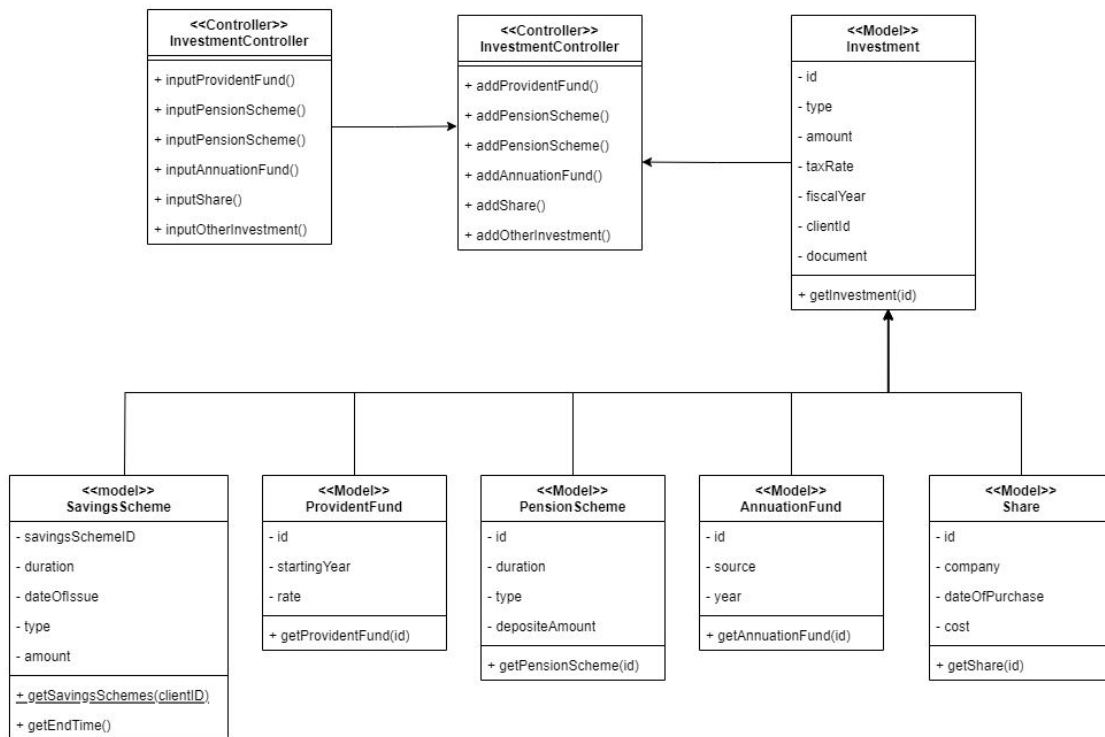 <<Controller>>
InvestmentController
+ inputProvidentFund()
+ inputPensionScheme()
+ inputPensionScheme()
+ inputAnnuationFund()
+ inputShare()
+ inputOtherInvestment()
<<Controller>>
InvestmentController
+ addProvidentFund()
+ addPensionScheme()
+ addPensionScheme()
+ addAnnuationFund()
+ addShare()
+ addOtherInvestment()
<<Model>>
Investment
- id
- type
- amount
- taxRate
- fiscalYear
- clientId
- document
+ getInvestment(id)
<<model>>
SavingsScheme
- savingsSchemeID
- duration
- dateOfIssue
- type
- amount
+ getSavingsSchemes(clientID)
+ getEndTime()
<<Model>>
ProvidentFund
- id
- startingYear
- rate
+ getProvidentFund(id)
<<Model>>
PensionScheme
- id
- duration
- type
- depositeAmount
+ getPensionScheme(id)
<<Model>>
AnnuationFund
- id
- source
- year
+ getAnnuationFund(id)
<<Model>>
Share
- id
- company
- dateOfPurchase
- cost
+ getShare(id)